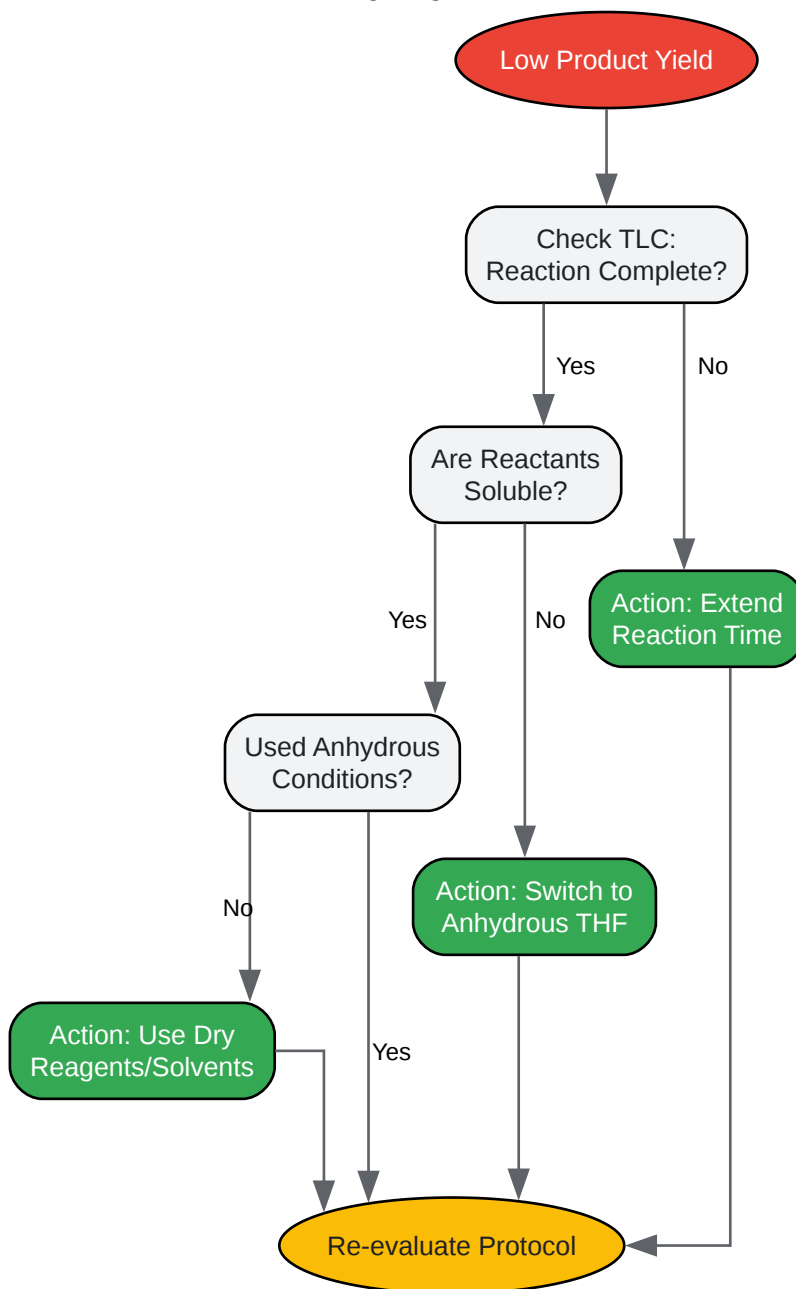 Low Product Yield
Check TLC:
Reaction Complete?
Yes
No
Are Reactants
Soluble?
Action: Extend
Reaction Time
Yes
No
Used Anhydrous
Conditions?
Action: Switch to
Anhydrous THF
No
Action: Use Dry
Reagents/Solvents
Yes
Re-evaluate Protocol